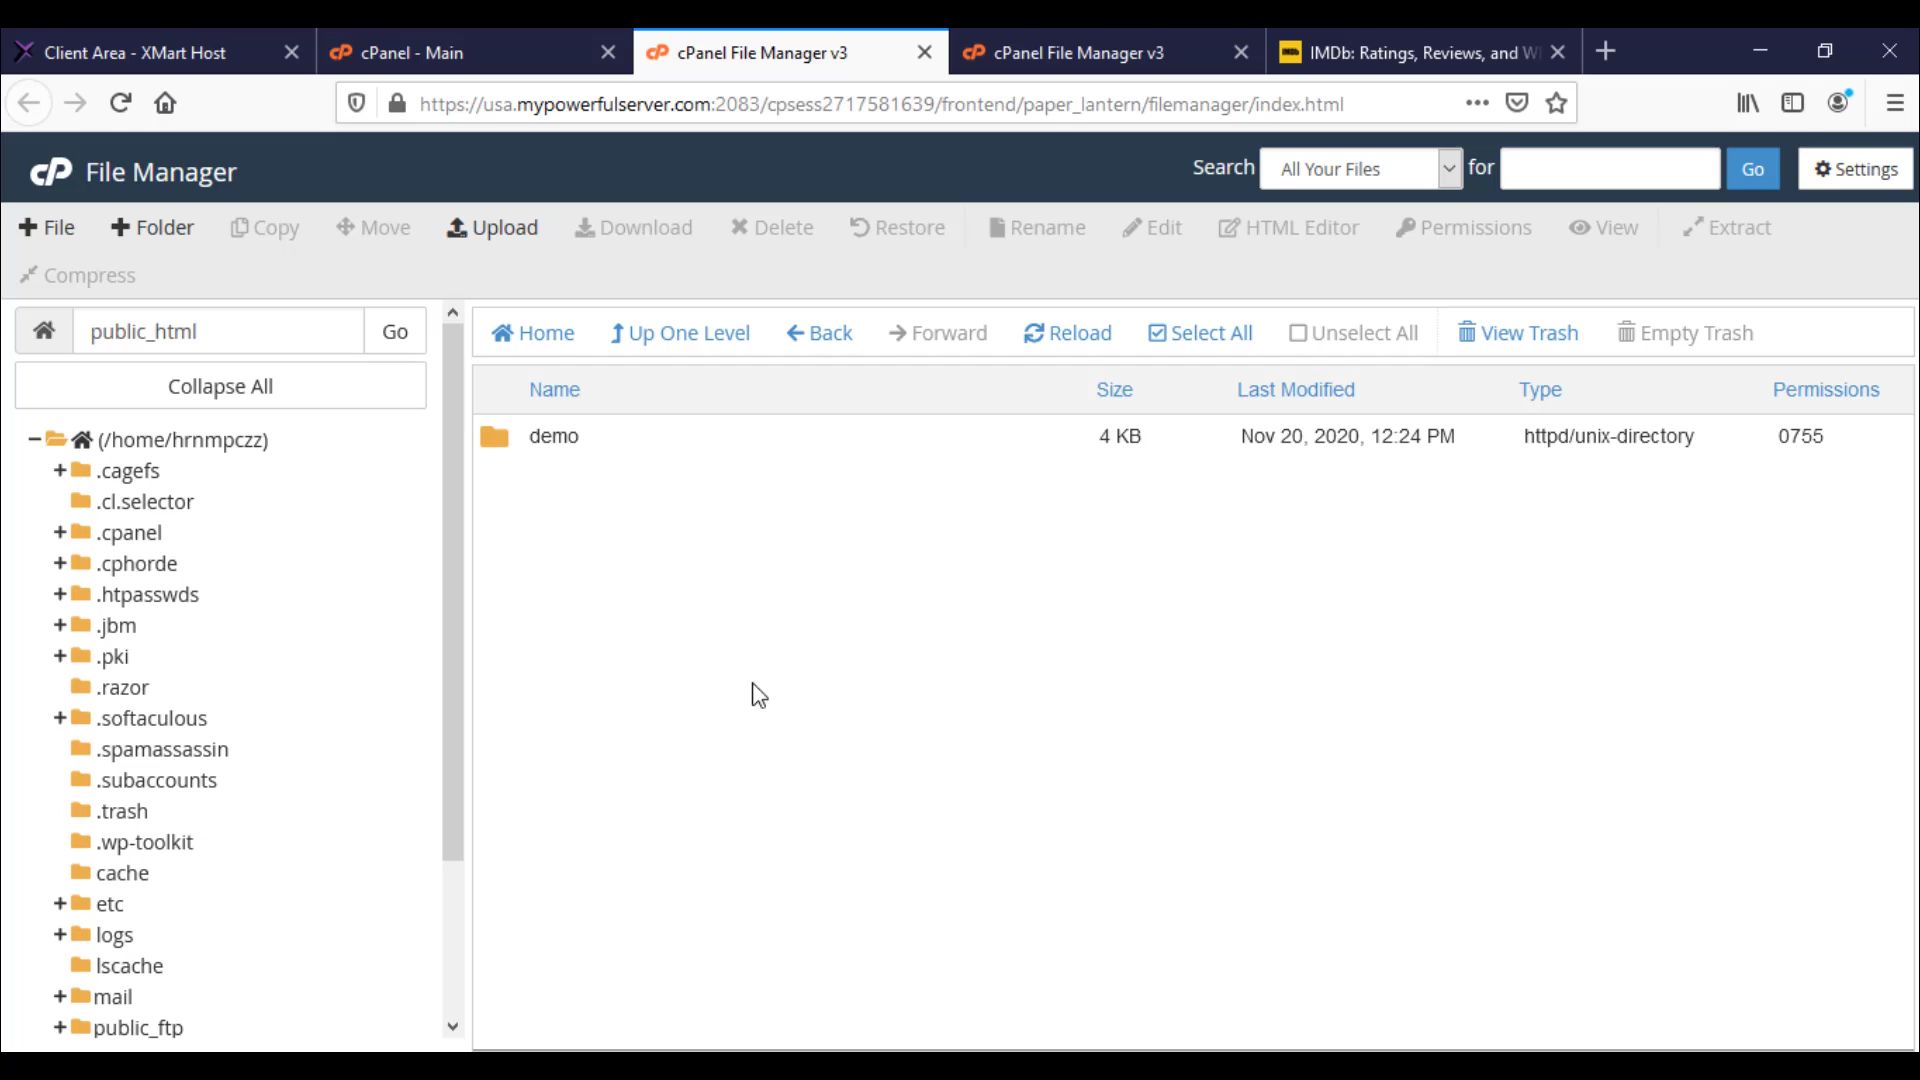 Client Area - XMart Host
cPanel - Main
cPanel File Manager v3
cPanel File Manager v3
IMDb: Ratings, Reviews, and W
https://usa.mypowerfulserver.com:2083/cpsess2717581639/frontend/paper_lantern/filemanager/index.html
cP File Manager
Search All Your Files for Go Settings
File Folder Copy Move Upload Download Delete Restore Rename Edit HTML Editor Permissions View Extract
Compress
public_html Go
Home Up One Level Back Forward Reload Select All Unselect All View Trash Empty Trash
Collapse All
Name Size Last Modified Type Permissions
demo 4 KB Nov 20, 2020, 12:24 PM httpd/unix-directory 0755
(/home/hrnmpczz)
.cagefs
.cl.selector
.cpanel
.cphorde
.htpasswds
.jbm
.pki
.razor
.softaculous
.spamassassin
.subaccounts
.trash
.wp-toolkit
cache
etc
logs
lscache
mail
public_ftp